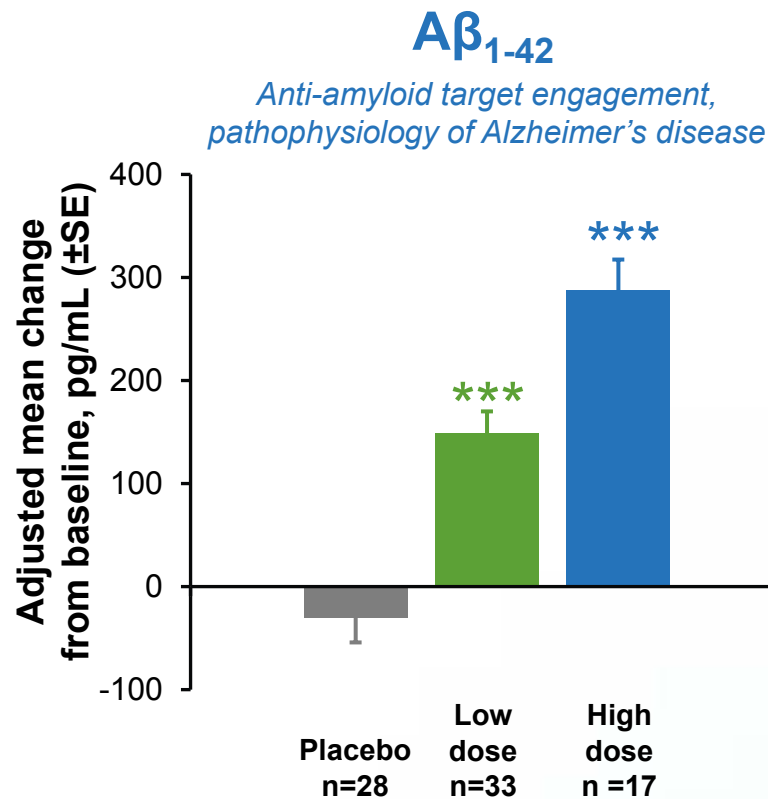 Aβ1-42
Anti-amyloid target engagement,
pathophysiology of Alzheimer’s disease
Adjusted mean change
from baseline, pg/mL (±SE)
400
300
200
100
0
-100
***
***
Placebo
n=28
Low
dose
n=33
High
dose
n =17